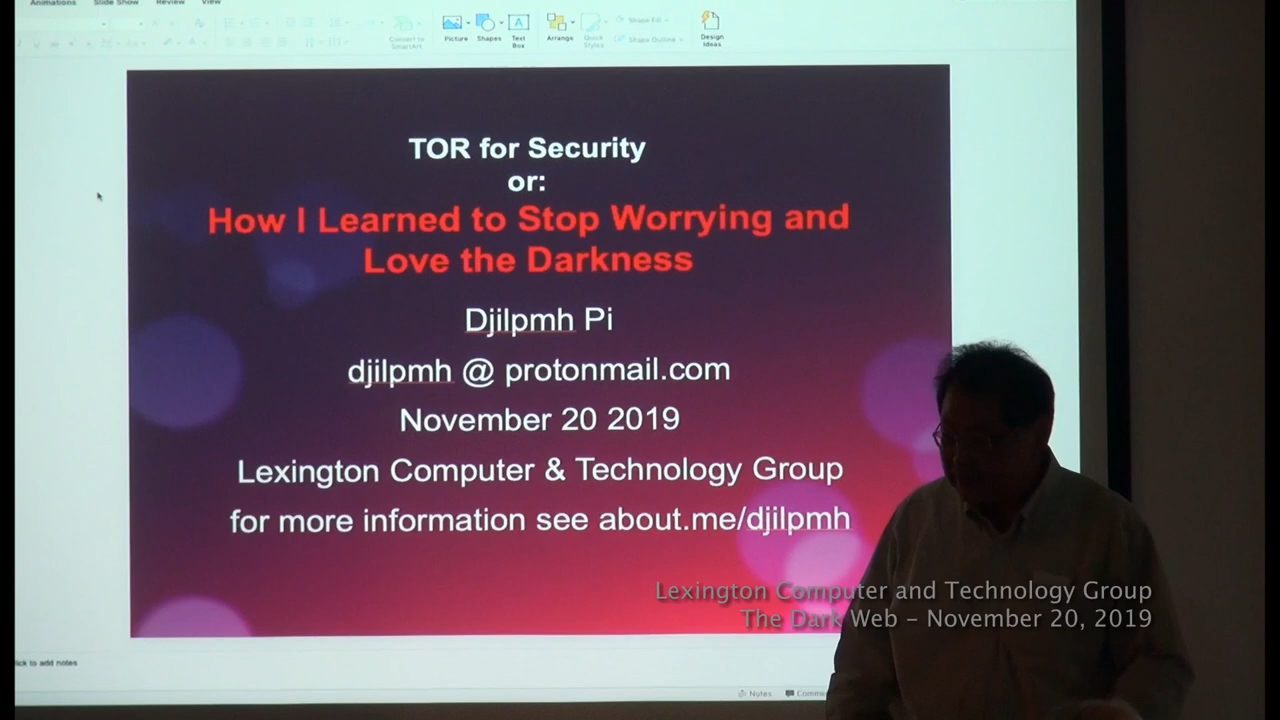 Animations Slide Show Review View
Convert to
SmartArt
Picture Shapes Text
Box Arrange Quick
Styles Shape Fill
Shape Outline Design
Ideas
TOR for Security
or:
How I Learned to Stop Worrying and
Love the Darkness
Djilpmh Pi
djilpmh @ protonmail.com
November 20 2019
Lexington Computer & Technology Group
for more information see about.me/djilpmh
Lexington Computer and Technology Group
The Dark Web – November 20, 2019
lick to add notes
Notes